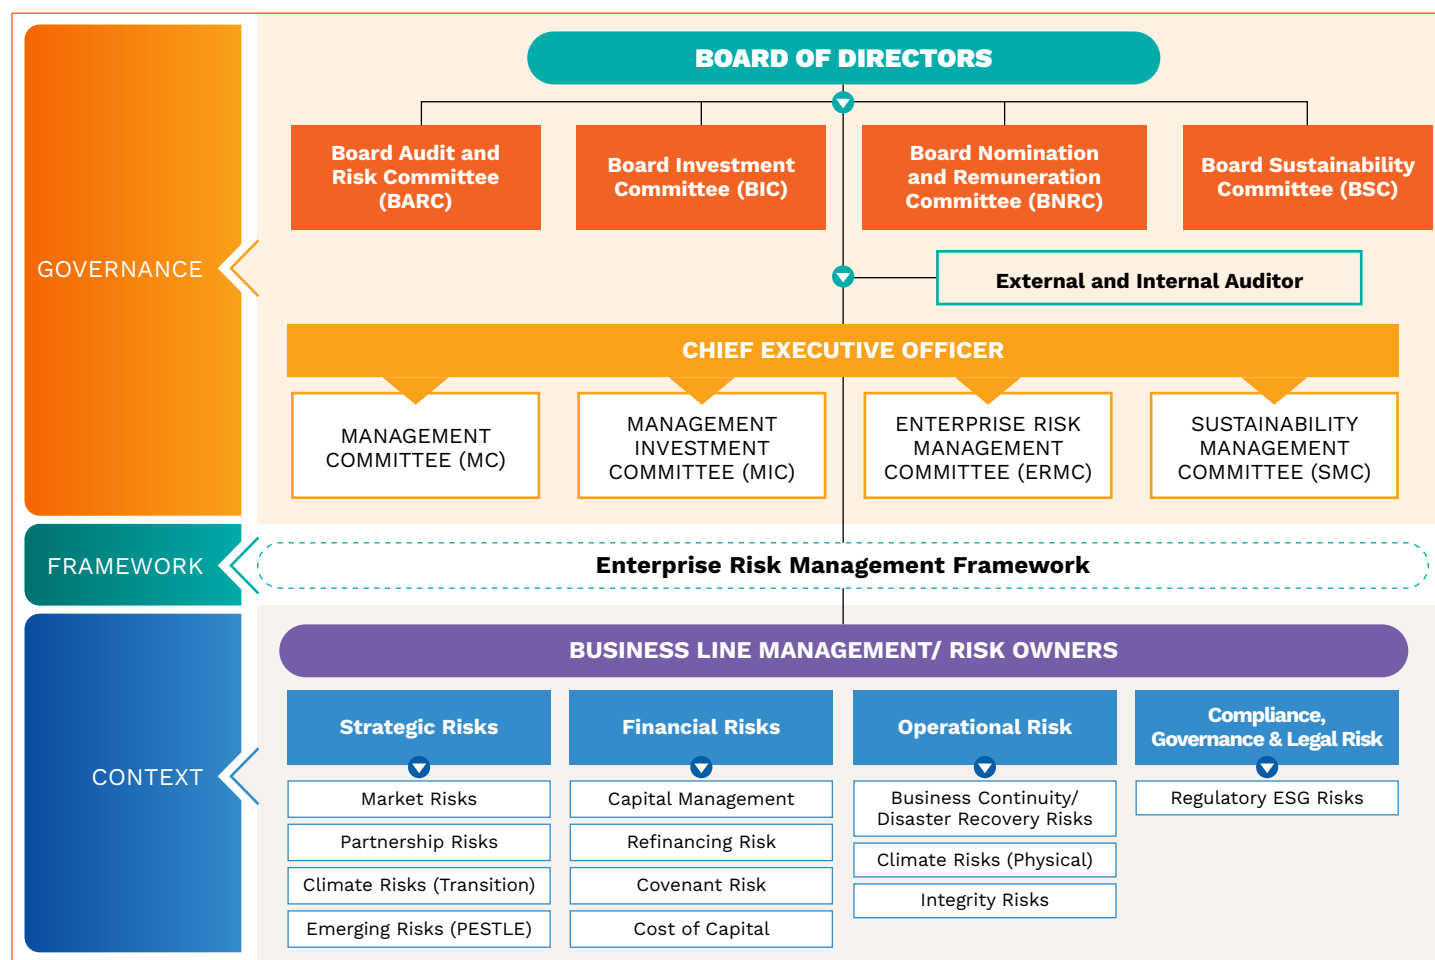 BOARD OF DIRECTORS
Board Audit and
Risk Committee
(BARC)
Board Investment
Committee (BIC)
Board Nomination
and Remuneration
Committee (BNRC)
Board Sustainability
Committee (BSC)
GOVERNANCE
External and Internal Auditor
CHIEF EXECUTIVE OFFICER
MANAGEMENT
COMMITTEE (MC)
MANAGEMENT
INVESTMENT
COMMITTEE (MIC)
ENTERPRISE RISK
MANAGEMENT
COMMITTEE (ERMC)
SUSTAINABILITY
MANAGEMENT
COMMITTEE (SMC)
FRAMEWORK
Enterprise Risk Management Framework
BUSINESS LINE MANAGEMENT/ RISK OWNERS
CONTEXT
Strategic Risks
Market Risks
Partnership Risks
Climate Risks (Transition)
Emerging Risks (PESTLE)
Financial Risks
Capital Management
Refinancing Risk
Covenant Risk
Cost of Capital
Operational Risk
Business Continuity/
Disaster Recovery Risks
Climate Risks (Physical)
Integrity Risks
Compliance,
Governance & Legal Risk
Regulatory ESG Risks